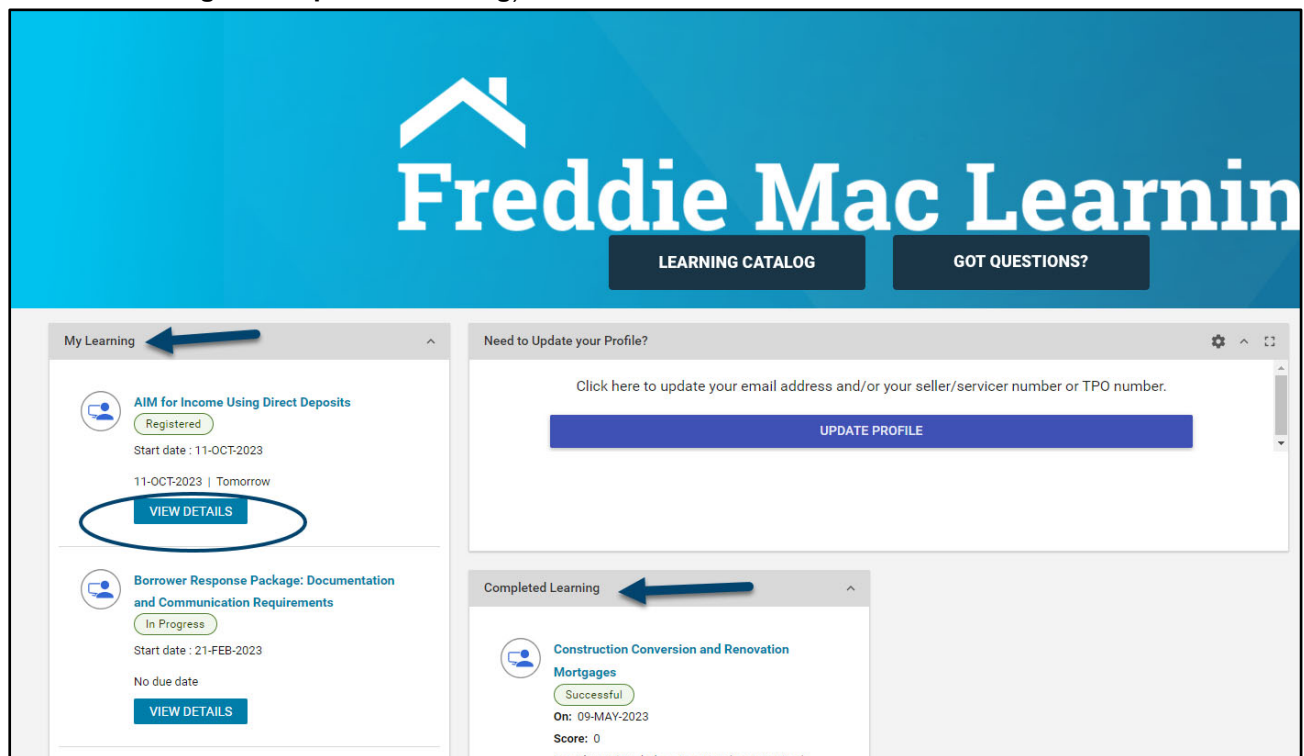 Freddie Mac Learnin
LEARNING CATALOG
GOT QUESTIONS?
My Learning
AIM for Income Using Direct Deposits
Registered
Start date : 11-OCT-2023
11-OCT-2023 | Tomorrow
VIEW DETAILS
Borrower Response Package: Documentation
and Communication Requirements
In Progress
Start date : 21-FEB-2023
No due date
VIEW DETAILS
Need to Update your Profile?
Click here to update your email address and/or your seller/servicer number or TPO number.
UPDATE PROFILE
Completed Learning
Construction Conversion and Renovation
Mortgages
Successful
On: 09-MAY-2023
Score: 0